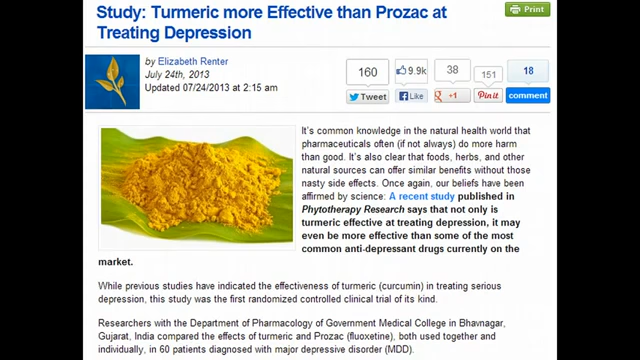 Study: Turmeric more Effective than Prozac at
Treating Depression
Print
by Elizabeth Renter
July 24th, 2013
Updated 07/24/2013 at 2:15 am
160
Tweet
9.9k
Like
38
+1
151
Pin it
18
comment
It's common knowledge in the natural health world that
pharmaceuticals often (if not always) do more harm
than good. It's also clear that foods, herbs, and other
natural sources can offer similar benefits without those
nasty side effects. Once again, our beliefs have been
affirmed by science: A recent study published in
Phytotherapy Research says that not only is
turmeric effective at treating depression, it may
even be more effective than some of the most
common anti-depressant drugs currently on the
market.
While previous studies have indicated the effectiveness of turmeric (curcumin) in treating serious
depression, this study was the first randomized controlled clinical trial of its kind.
Researchers with the Department of Pharmacology of Government Medical College in Bhavnagar,
Gujarat, India compared the effects of turmeric and Prozac (fluoxetine), both used together and
individually, in 60 patients diagnosed with major depressive disorder (MDD).